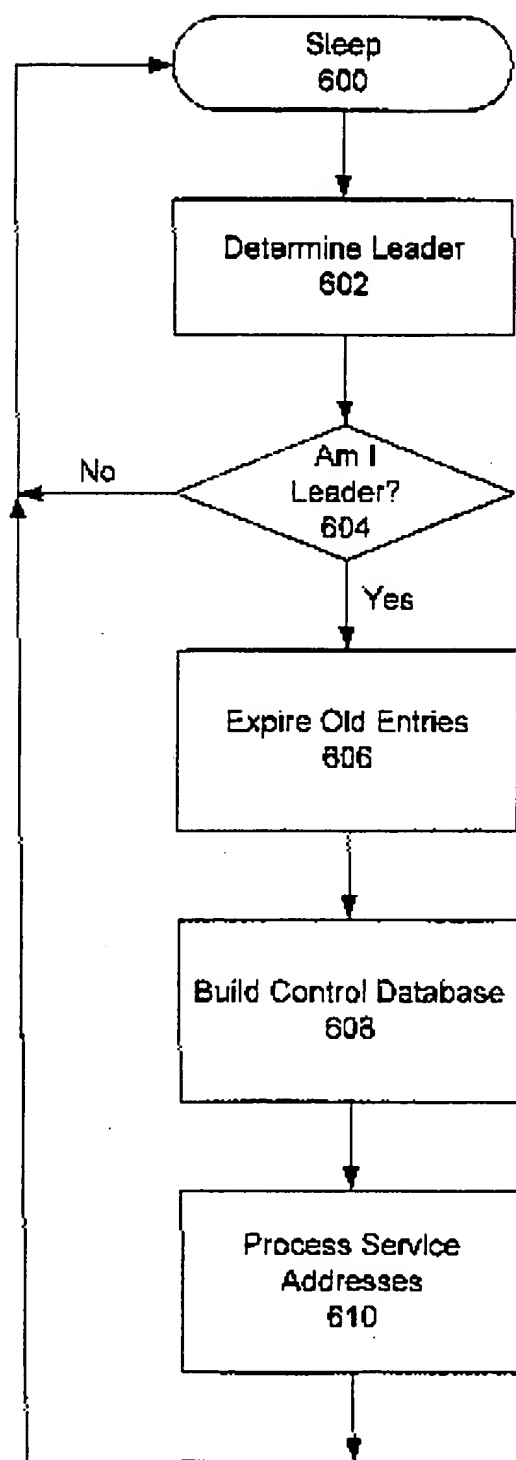 Sleep
600
Determine Leader
602
Am I
Leader?
604
No
Yes
Expire Old Entries
606
Build Control Database
608
Process Service
Addresses
610